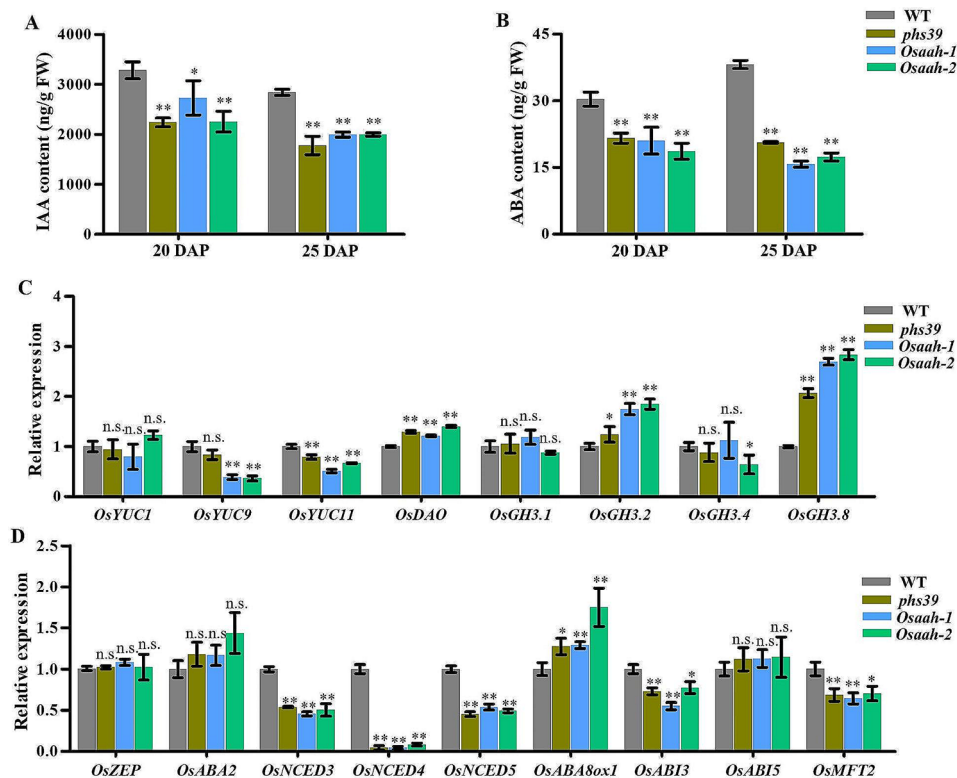 A
IAA content (ng/g FW)
4000
3000
2000
1000
0
**
*
**
**
**
**
20 DAP
25 DAP
B
ABA content (ng/g FW)
45
30
15
0
**
**
**
**
**
**
20 DAP
25 DAP
WT
phs39
Osaah-1
Osaah-2
C
Relative expression
4
3
2
1
0
n.s.
n.s.
n.s.
n.s.
**
**
**
**
**
**
**
**
n.s.
n.s.
n.s.
*
**
**
n.s.
n.s.
*
**
**
**
OsYUC1 OsYUC9 OsYUC11 OsDAO OsGH3.1 OsGH3.2 OsGH3.4 OsGH3.8
WT
phs39
Osaah-1
Osaah-2
D
Relative expression
2.5
2.0
1.5
1.0
0.5
0.0
n.s.
n.s.
n.s.
n.s.
n.s.
n.s.
**
**
**
**
**
**
**
**
**
*
**
**
**
**
*
n.s.
n.s.
n.s.
**
**
*
OsZEP OsABA2 OsNCED3 OsNCED4 OsNCED5 OsABA8ox1 OsABI3 OsABI5 OsMFT2
WT
phs39
Osaah-1
Osaah-2